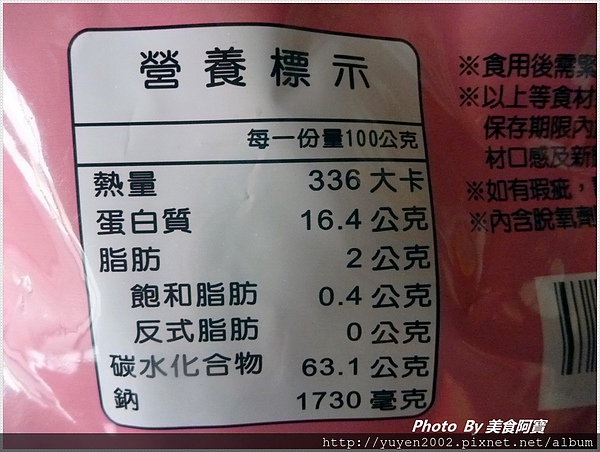 營養標示
每一份量100公克
熱量 336 大卡
蛋白質 16.4 公克
脂肪 2 公克
飽和脂肪 0.4 公克
反式脂肪 0 公克
碳水化合物 63.1 公克
鈉 1730 毫克
※食用後需緊
※以上等食材
保存期限內
材口感及新
※如有瑕疵,
※內含脫氧劑
Photo By 美食阿寶
http://yuyen2002.pixnet.net/album